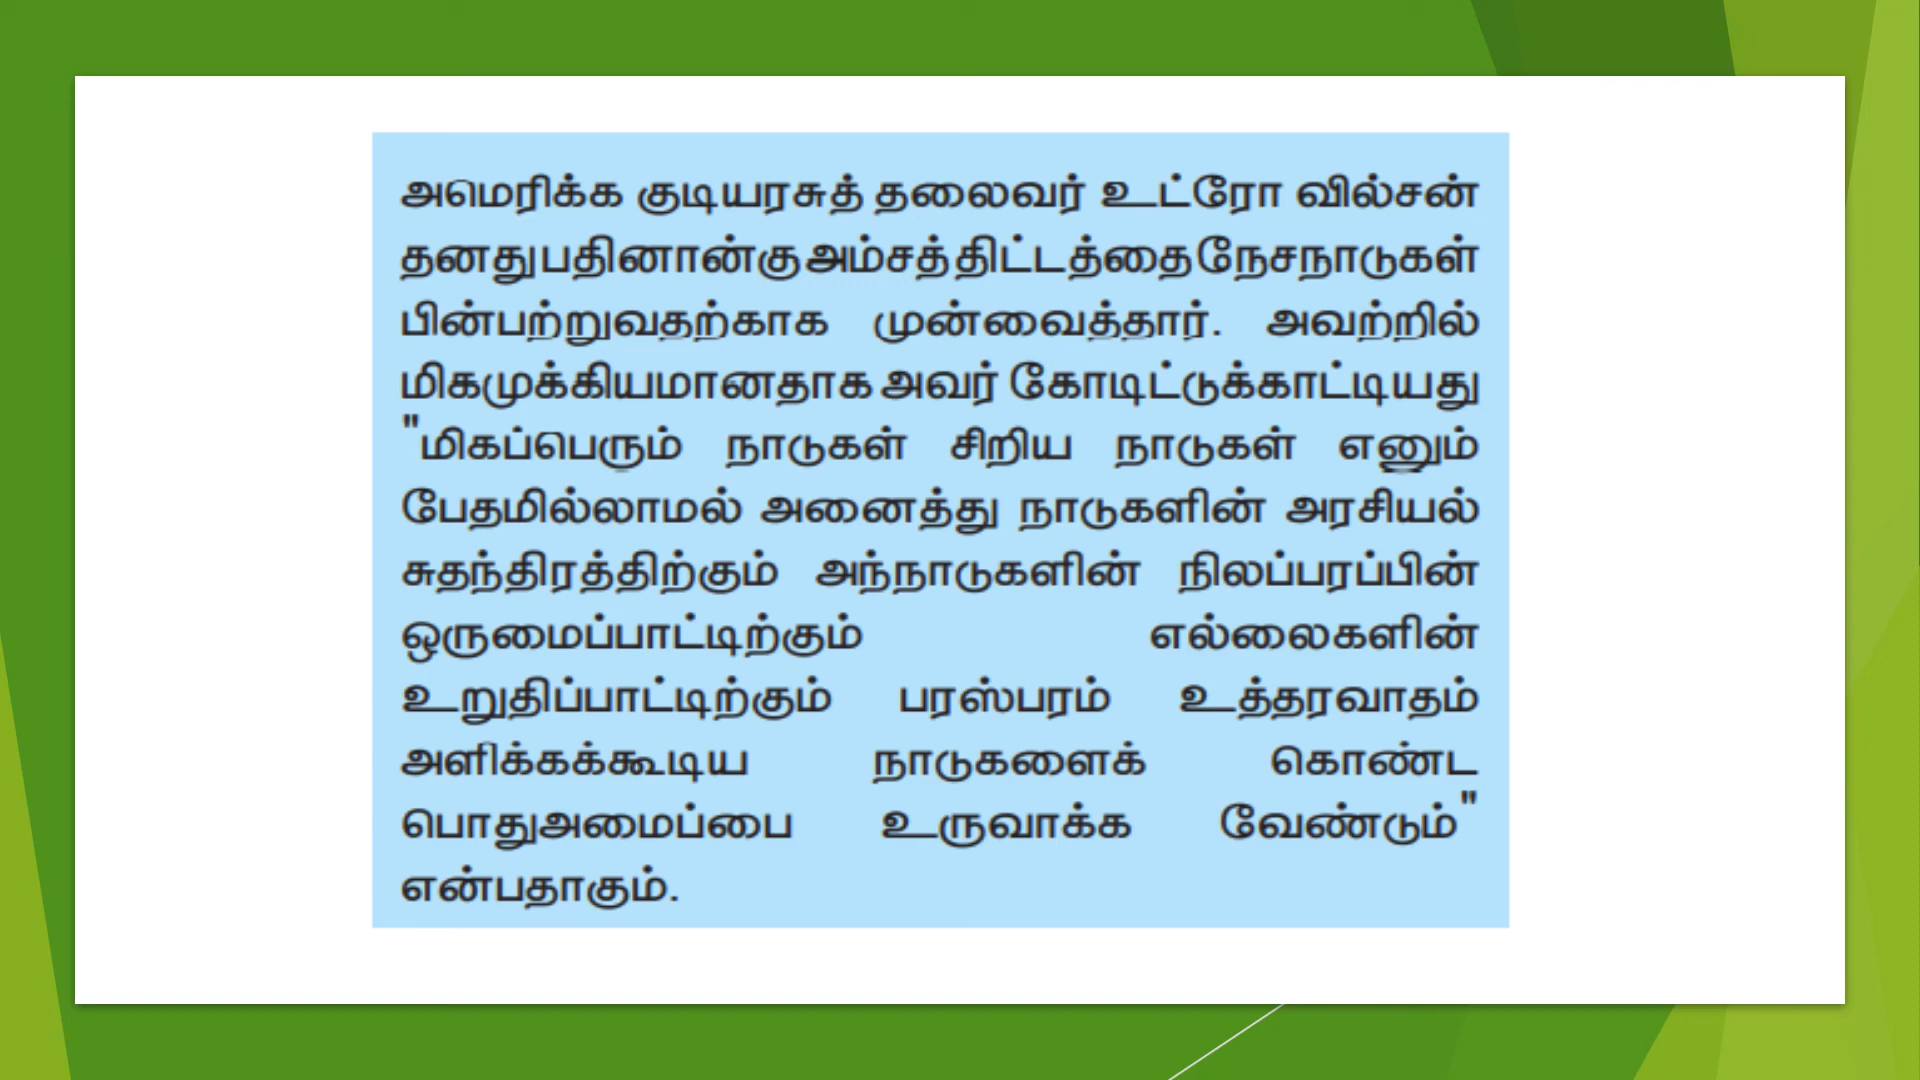 அமெரிக்க குடியரசுத் தலைவர் உட்ரோ வில்சன்
தனது பதினான்கு அம்சத் திட்டத்தை நேசநாடுகள்
பின்பற்றுவதற்காக முன்வைத்தார். அவற்றில்
மிகமுக்கியமானதாக அவர் கோடிட்டுக்காட்டியது
"மிகப்பெரும் நாடுகள் சிறிய நாடுகள் எனும்
பேதமில்லாமல் அனைத்து நாடுகளின் அரசியல்
சுதந்திரத்திற்கும் அந்நாடுகளின் நிலப்பரப்பின்
ஒருமைப்பாட்டிற்கும் எல்லைகளின்
உறுதிப்பாட்டிற்கும் பரஸ்பரம் உத்தரவாதம்
அளிக்கக்கூடிய நாடுகளைக் கொண்ட
பொதுஅமைப்பை உருவாக்க வேண்டும்"
என்பதாகும்.